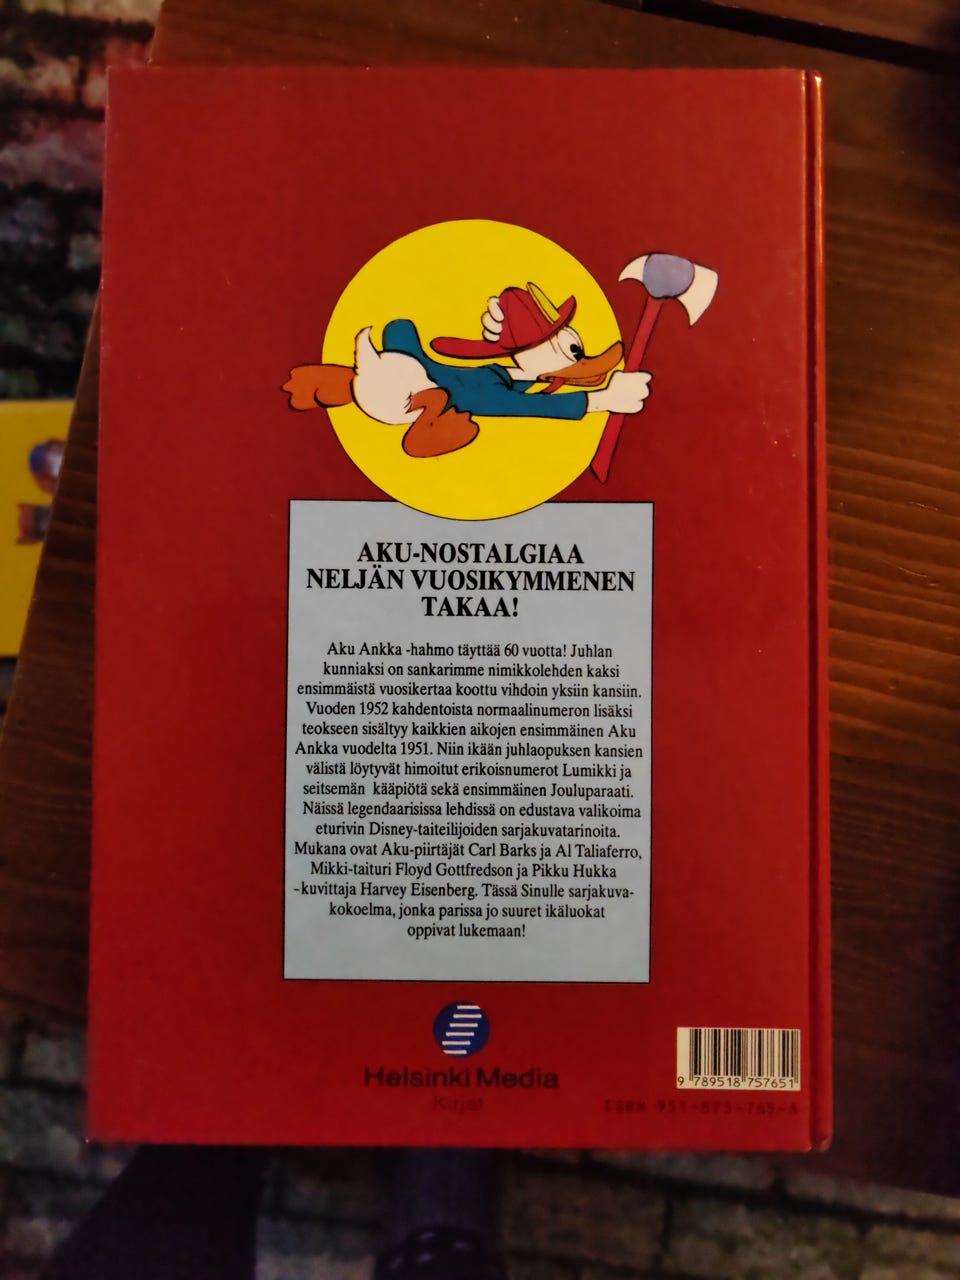 AKU-NOSTALGIAA
NELJÄN VUOSIKYMMENEN
TAKAA!
Aku Ankka -hahmo täyttää 60 vuotta! Juhlan
kunniaksi on sankarimme nimikkolehden kaksi
ensimmäistä vuosikertaa koottu vihdoin yksiin kansiin.
Vuoden 1952 kahdentoista normaalinumeron lisäksi
teokseen sisältyy kaikkien aikojen ensimmäinen Aku
Ankka vuodelta 1951. Niin ikään juhlaopuksen kansien
välistä löytyvät himoitut erikoisnumerot Lumikki ja
seitsemän kääpiötä sekä ensimmäinen Jouluparaati.
Näissä legendaarisissa lehdissä on edustava valikoima
eturivin Disney-taiteilijoiden sarjakuvatarinoita.
Mukana ovat Aku-piirtäjät Carl Barks ja Al Taliaferro,
Mikki-taituri Floyd Gottfredson ja Pikku Hukka
-kuvittaja Harvey Eisenberg. Tässä Sinulle sarjakuva-
kokoelma, jonka parissa jo suuret ikäluokat
oppivat lukemaan!
Helsinki Media
Kirjat
9 789518 757651
ISBN 951-875-765-8